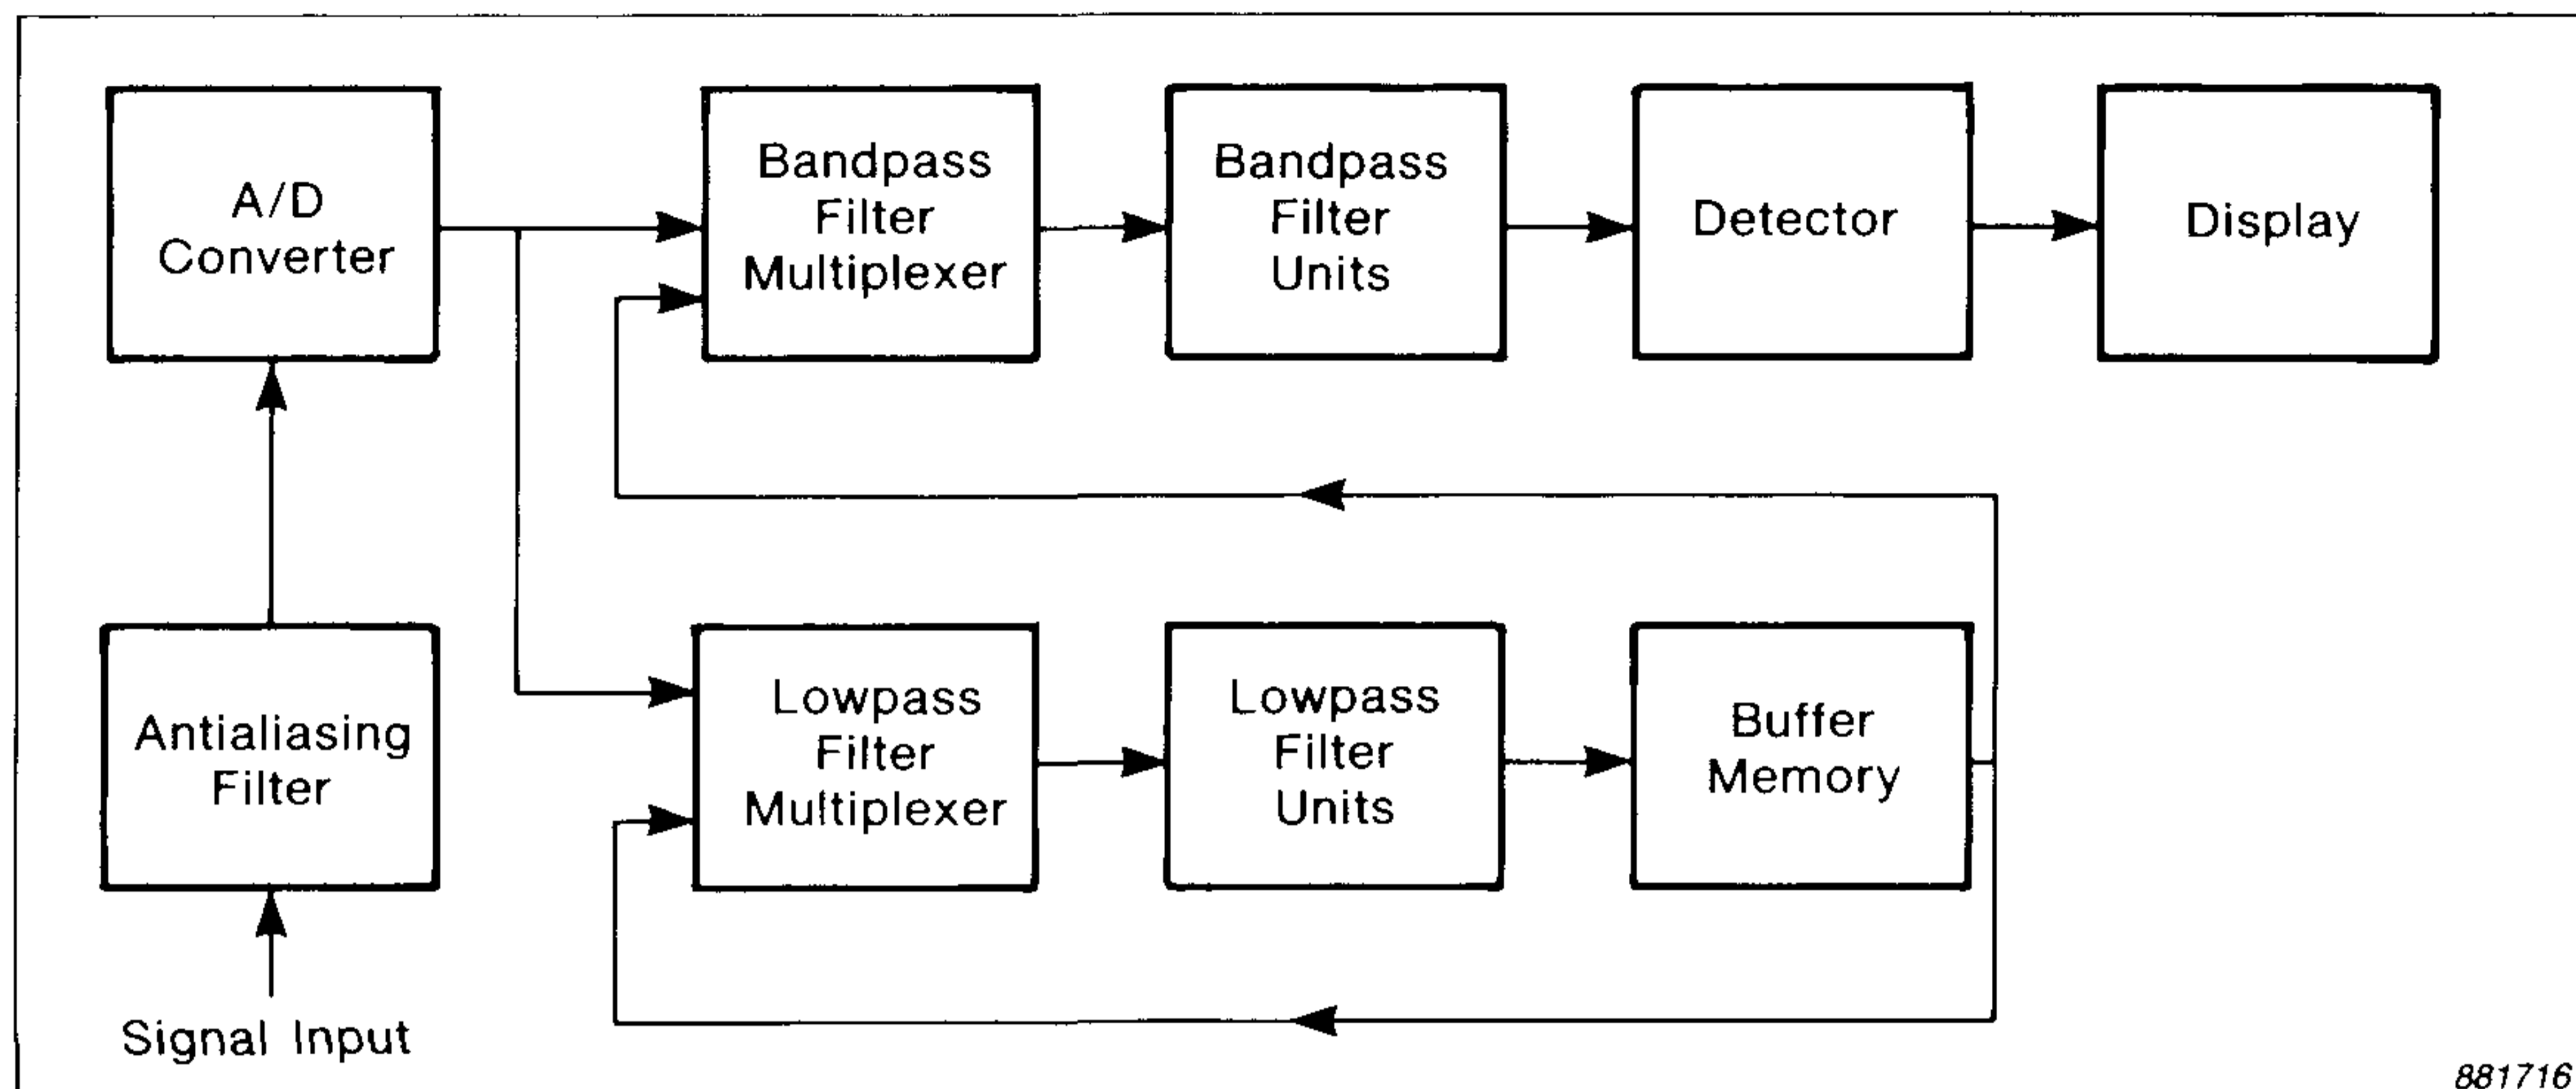 A/D
Converter
Bandpass
Filter
Multiplexer
Bandpass
Filter
Units
Detector
Display
Antialiasing
Filter
Lowpass
Filter
Multiplexer
Lowpass
Filter
Units
Buffer
Memory
Signal Input
881716